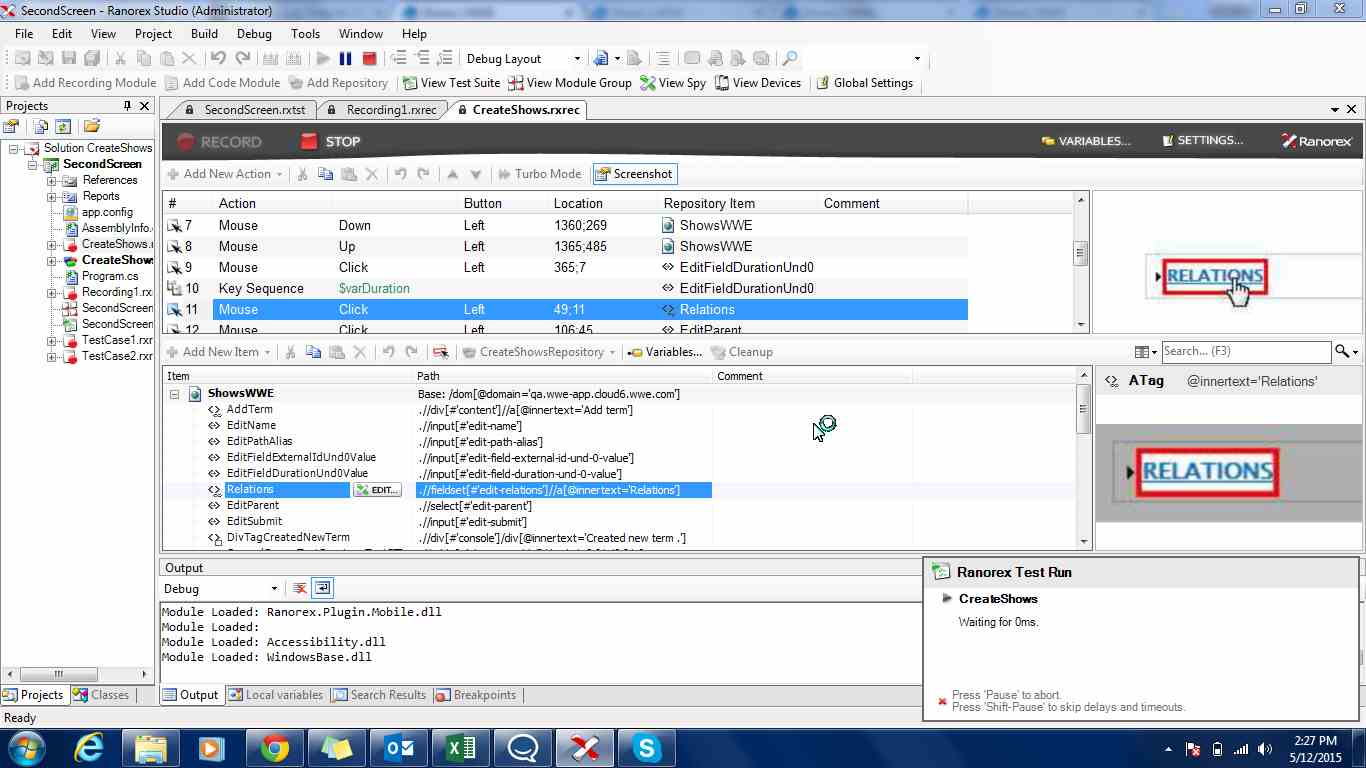 SecondScreen - Ranorex Studio (Administrator)
File Edit View Project Build Debug Tools Window Help
Debug Layout
Add Recording Module Add Code Module Add Repository View Test Suite View Module Group View Spy View Devices Global Settings
Projects
SecondScreen.rxtst Recording1.rxrec CreateShows.rxrec
Solution CreateShows
SecondScreen
References
Reports
app.config
AssemblyInfo.
CreateShows.
CreateShow
Program.cs
Recording1.rx
SecondScreen
SecondScreen
TestCase1.rxr
TestCase2.rxr
RECORD STOP VARIABLES... SETTINGS... Ranorex
Add New Action Turbo Mode Screenshot
# Action Button Location Repository Item Comment
7 Mouse Down Left 1360;269 ShowsWWE
8 Mouse Up Left 1365;485 ShowsWWE
9 Mouse Click Left 365;7 EditFieldDurationUnd0
10 Key Sequence $varDuration EditFieldDurationUnd0
11 Mouse Click Left 49;11 Relations
12 Mouse Click Left 106;45 EditParent
RELATIONS
Add New Item CreateShowsRepository Variables... Cleanup Search... (F3)
Item Path Comment
ShowsWWE Base: /dom[@domain='qa.wwe-app.cloud6.wwe.com']
AddTerm .//div[#'content']//a[@innertext='Add term']
EditName .//input[#'edit-name']
EditPathAlias .//input[#'edit-path-alias']
EditFieldExternalIdUnd0Value .//input[#'edit-field-external-id-und-0-value']
EditFieldDurationUnd0Value .//input[#'edit-field-duration-und-0-value']
Relations EDIT... .//fieldset[#'edit-relations']//a[@innertext='Relations']
EditParent .//select[#'edit-parent']
EditSubmit .//input[#'edit-submit']
DivTagCreatedNewTerm .//div[#'console']/div[@innertext='Created new term .']
ATag @innertext='Relations'
RELATIONS
Output
Debug
Module Loaded: Ranorex.Plugin.Mobile.dll
Module Loaded:
Module Loaded: Accessibility.dll
Module Loaded: WindowsBase.dll
Ranorex Test Run
CreateShows
Waiting for 0ms.
Press 'Pause' to abort.
Press 'Shift-Pause' to skip delays and timeouts.
Projects Classes Output Local variables Search Results Breakpoints
Ready
2:27 PM
5/12/2015